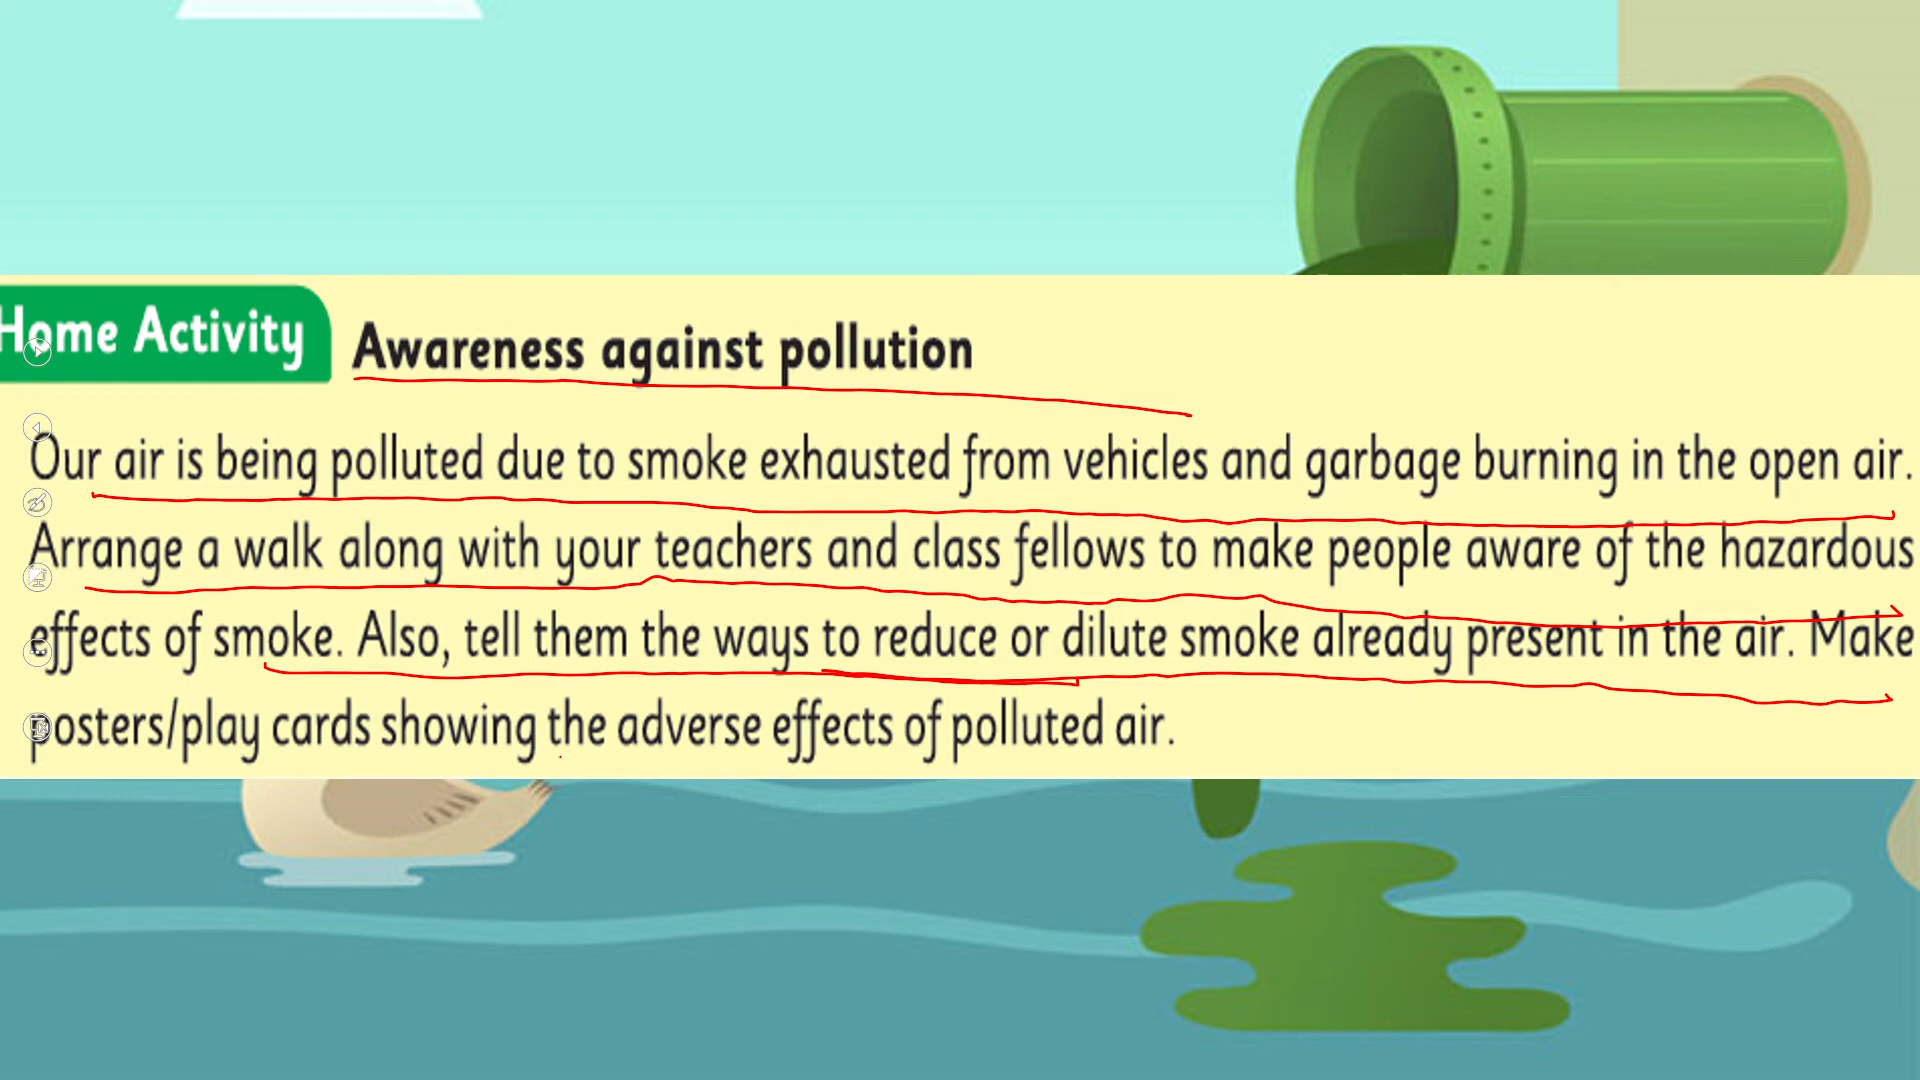 Home Activity
Awareness against pollution
Our air is being polluted due to smoke exhausted from vehicles and garbage burning in the open air.
Arrange a walk along with your teachers and class fellows to make people aware of the hazardous
effects of smoke. Also, tell them the ways to reduce or dilute smoke already present in the air. Make
posters/play cards showing the adverse effects of polluted air.